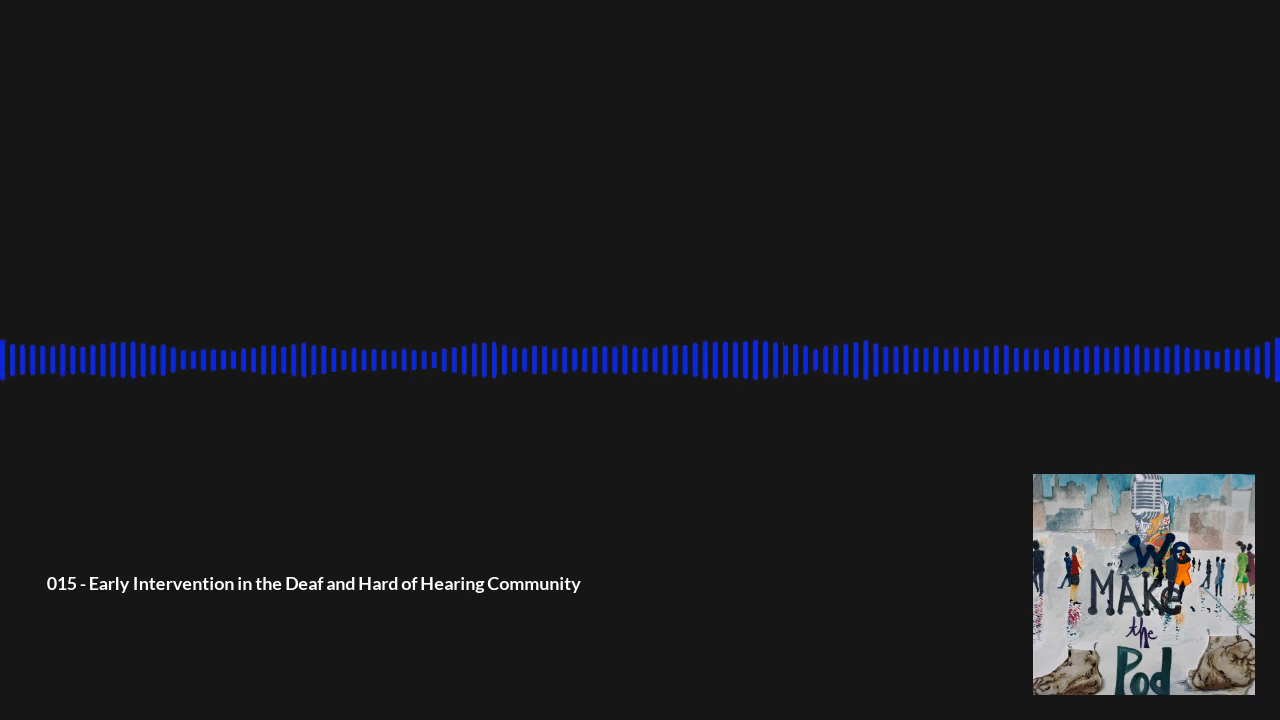 015 - Early Intervention in the Deaf and Hard of Hearing Community
We
MAKe
the
Pod